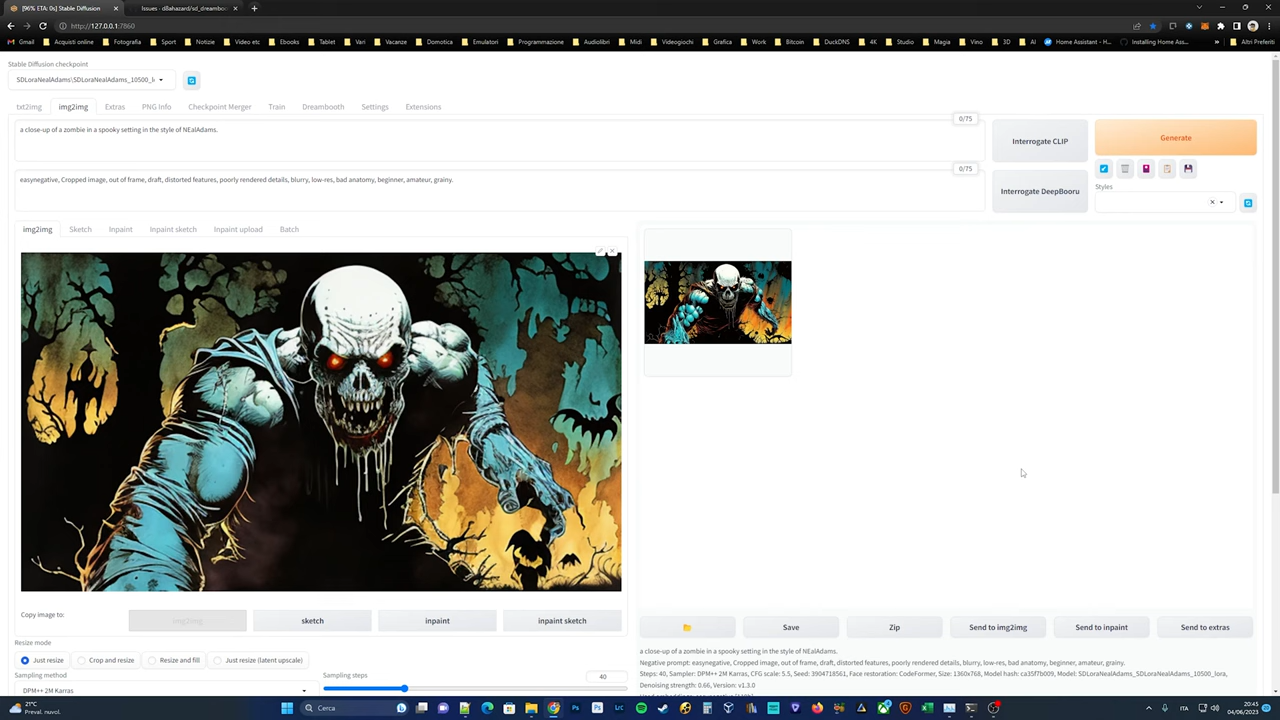 [96% ETA: 0s] Stable Diffusion
Issues · d8ahazard/sd_dreambo
http://127.0.0.1:7860
Gmail Acquisti online Fotografia Sport Notizie Video etc Ebooks Tablet Vari Vacanze Domotica Emulatori Programmazione Audiolibri Midi Videogiochi Grafica Work Bitcoin DuckDNS 4K Studio Magia Vino 3D AI Home Assistant - H... Installing Home Ass... » Altri Preferiti
Stable Diffusion checkpoint
SDLoraNealAdams\SDLoraNealAdams_10500_lo
txt2img img2img Extras PNG Info Checkpoint Merger Train Dreambooth Settings Extensions
0/75
a close-up of a zombie in a spooky setting in the style of NEalAdams.
Interrogate CLIP
Generate
0/75
easynegative, Cropped image, out of frame, draft, distorted features, poorly rendered details, blurry, low-res, bad anatomy, beginner, amateur, grainy.
Interrogate DeepBooru
Styles
img2img Sketch Inpaint Inpaint sketch Inpaint upload Batch
Copy image to:
img2img sketch inpaint inpaint sketch
Save Zip Send to img2img Send to inpaint Send to extras
Resize mode
Just resize Crop and resize Resize and fill Just resize (latent upscale)
Sampling method
DPM++ 2M Karras
Sampling steps
40
a close-up of a zombie in a spooky setting in the style of NEalAdams.
Negative prompt: easynegative, Cropped image, out of frame, draft, distorted features, poorly rendered details, blurry, low-res, bad anatomy, beginner, amateur, grainy.
Steps: 40, Sampler: DPM++ 2M Karras, CFG scale: 5.5, Seed: 3904718561, Face restoration: CodeFormer, Size: 1360x768, Model hash: ca35f7b009, Model: SDLoraNealAdams_SDLoraNealAdams_10500_lora,
Denoising strength: 0.66, Version: v1.3.0
21°C
Preval. nuvol.
Cerca
ITA
20:45
04/06/2023